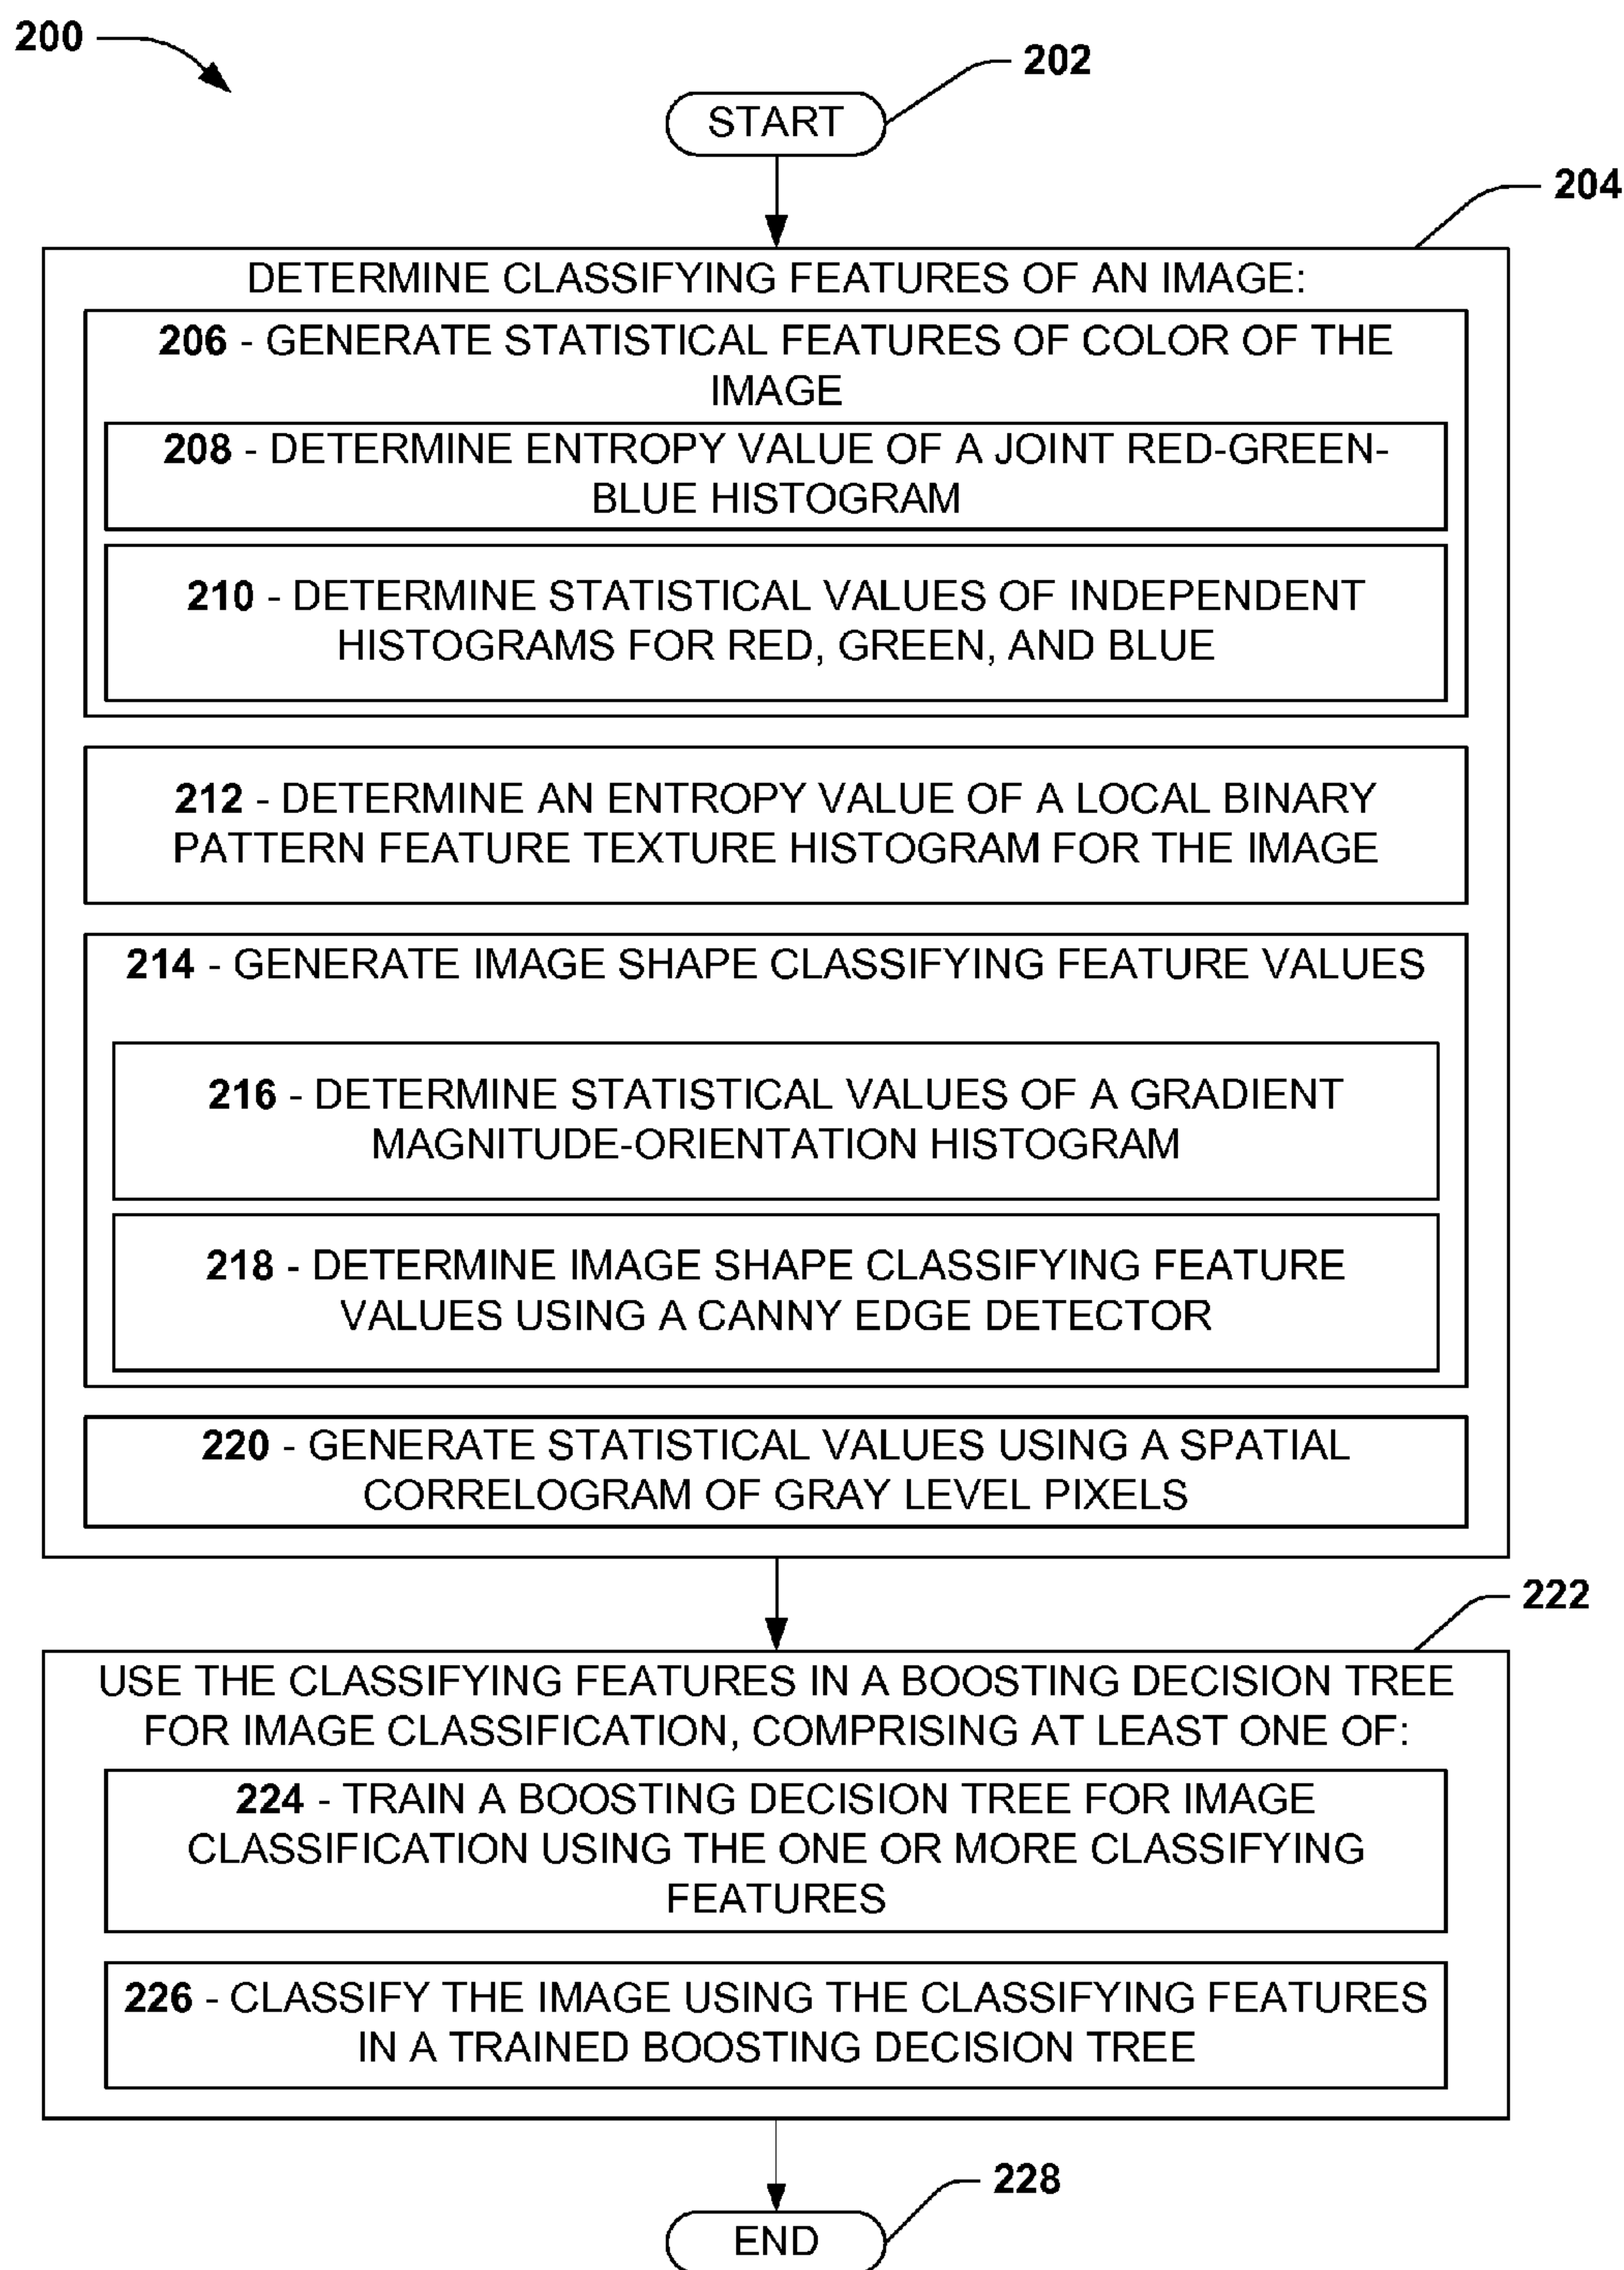 200
202
START
204
DETERMINE CLASSIFYING FEATURES OF AN IMAGE:
206 - GENERATE STATISTICAL FEATURES OF COLOR OF THE
IMAGE
208 - DETERMINE ENTROPY VALUE OF A JOINT RED-GREEN-
BLUE HISTOGRAM
210 - DETERMINE STATISTICAL VALUES OF INDEPENDENT
HISTOGRAMS FOR RED, GREEN, AND BLUE
212 - DETERMINE AN ENTROPY VALUE OF A LOCAL BINARY
PATTERN FEATURE TEXTURE HISTOGRAM FOR THE IMAGE
214 - GENERATE IMAGE SHAPE CLASSIFYING FEATURE VALUES
216 - DETERMINE STATISTICAL VALUES OF A GRADIENT
MAGNITUDE-ORIENTATION HISTOGRAM
218 - DETERMINE IMAGE SHAPE CLASSIFYING FEATURE
VALUES USING A CANNY EDGE DETECTOR
220 - GENERATE STATISTICAL VALUES USING A SPATIAL
CORRELOGRAM OF GRAY LEVEL PIXELS
222
USE THE CLASSIFYING FEATURES IN A BOOSTING DECISION TREE
FOR IMAGE CLASSIFICATION, COMPRISING AT LEAST ONE OF:
224 - TRAIN A BOOSTING DECISION TREE FOR IMAGE
CLASSIFICATION USING THE ONE OR MORE CLASSIFYING
FEATURES
226 - CLASSIFY THE IMAGE USING THE CLASSIFYING FEATURES
IN A TRAINED BOOSTING DECISION TREE
228
END